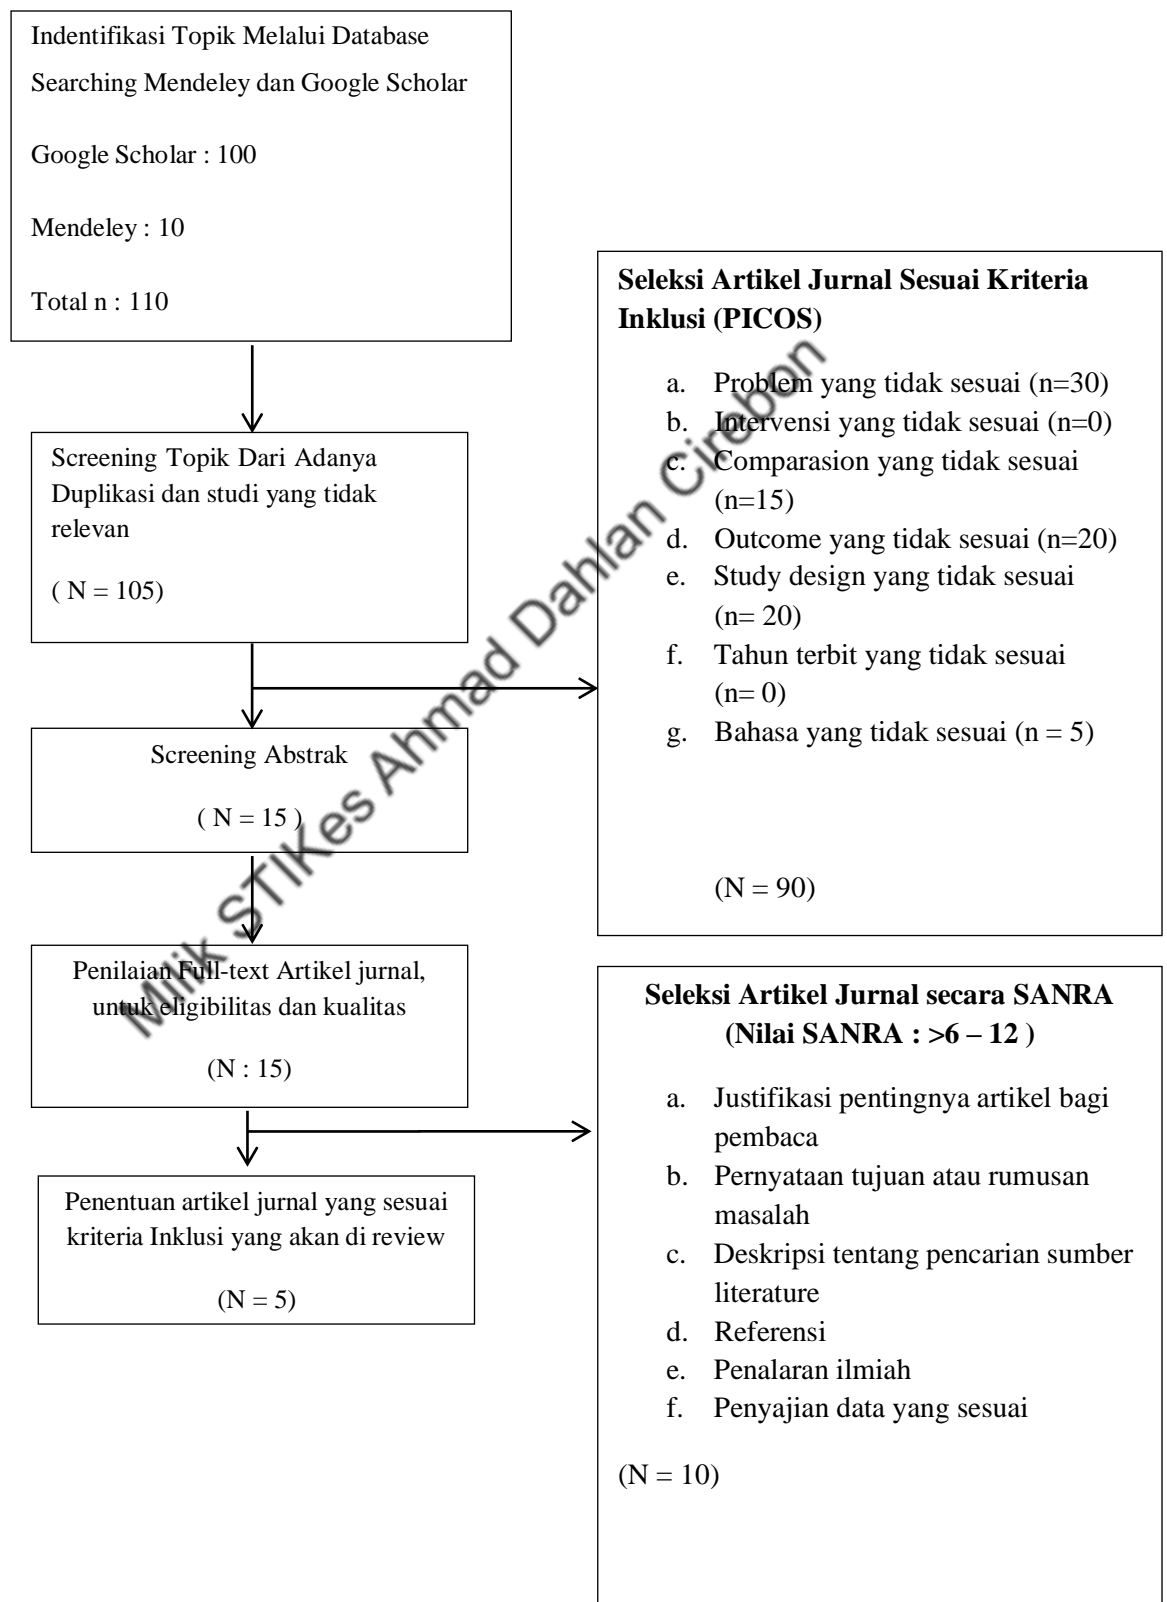 Indentifikasi Topik Melalui Database
Searching Mendeley dan Google Scholar
Google Scholar : 100
Mendeley : 10
Total n : 110
Screening Topik Dari Adanya
Duplikasi dan studi yang tidak
relevan
( N = 105)
Seleksi Artikel Jurnal Sesuai Kriteria
Inklusi (PICOS)
a. Problem yang tidak sesuai (n=30)
b. Intervensi yang tidak sesuai (n=0)
c. Comparasion yang tidak sesuai
(n=15)
d. Outcome yang tidak sesuai (n=20)
e. Study design yang tidak sesuai
(n= 20)
f. Tahun terbit yang tidak sesuai
(n= 0)
g. Bahasa yang tidak sesuai (n = 5)
(N = 90)
Screening Abstrak
( N = 15 )
Penilaian Full-text Artikel jurnal,
untuk eligibilitas dan kualitas
(N : 15)
Seleksi Artikel Jurnal secara SANRA
(Nilai SANRA : >6 – 12 )
a. Justifikasi pentingnya artikel bagi
pembaca
b. Pernyataan tujuan atau rumusan
masalah
c. Deskripsi tentang pencarian sumber
literature
d. Referensi
e. Penalaran ilmiah
f. Penyajian data yang sesuai
(N = 10)
Penentuan artikel jurnal yang sesuai
kriteria Inklusi yang akan di review
(N = 5)
Milik STIKes Ahmad Dahlan Cirebon